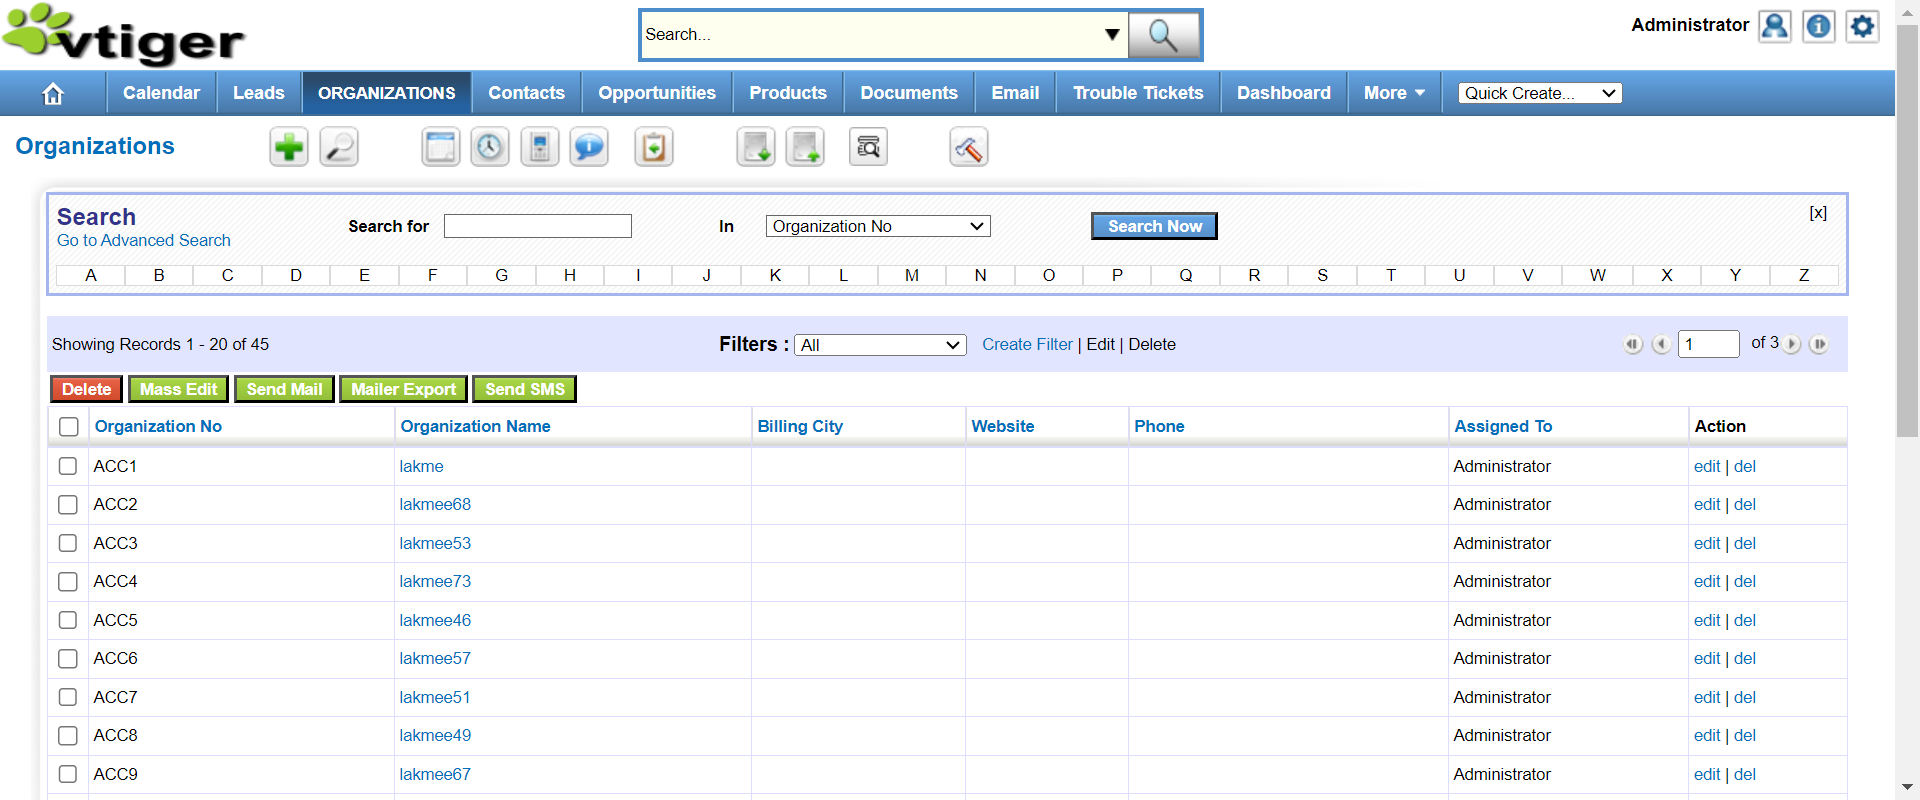 vtiger
Search...
Administrator
Calendar Leads ORGANIZATIONS Contacts Opportunities Products Documents Email Trouble Tickets Dashboard More Quick Create...
Organizations
Search
Go to Advanced Search
Search for
In Organization No
Search Now
[x]
A B C D E F G H I J K L M N O P Q R S T U V W X Y Z
Showing Records 1 - 20 of 45
Filters : All
Create Filter | Edit | Delete
1 of 3
Delete Mass Edit Send Mail Mailer Export Send SMS
Organization No Organization Name Billing City Website Phone Assigned To Action
ACC1 lakme Administrator edit | del
ACC2 lakmee68 Administrator edit | del
ACC3 lakmee53 Administrator edit | del
ACC4 lakmee73 Administrator edit | del
ACC5 lakmee46 Administrator edit | del
ACC6 lakmee57 Administrator edit | del
ACC7 lakmee51 Administrator edit | del
ACC8 lakmee49 Administrator edit | del
ACC9 lakmee67 Administrator edit | del